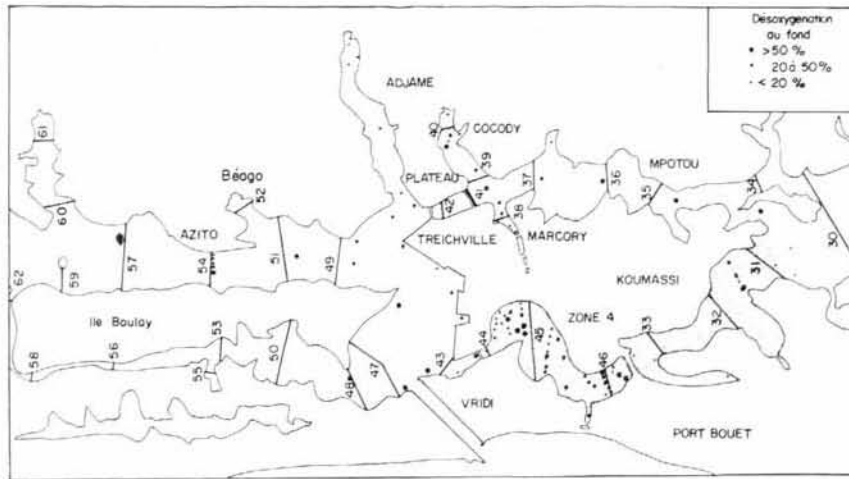 Désoxygenation
au fond
>50 %
20 à 50 %
< 20 %
ADJAME
61
40
COCODY
Béago
52
PLATEAU
39
41
42
37
36
MPOTOU
35
34
38
60
AZITO
TREICHVILLE
MARCORY
30
62
59
57
54
51
49
KOUMASSI
31
Ile Boulay
53
50
44
45
ZONE 4
33
32
58
56
55
48
47
43
46
VRIDI
PORT BOUET